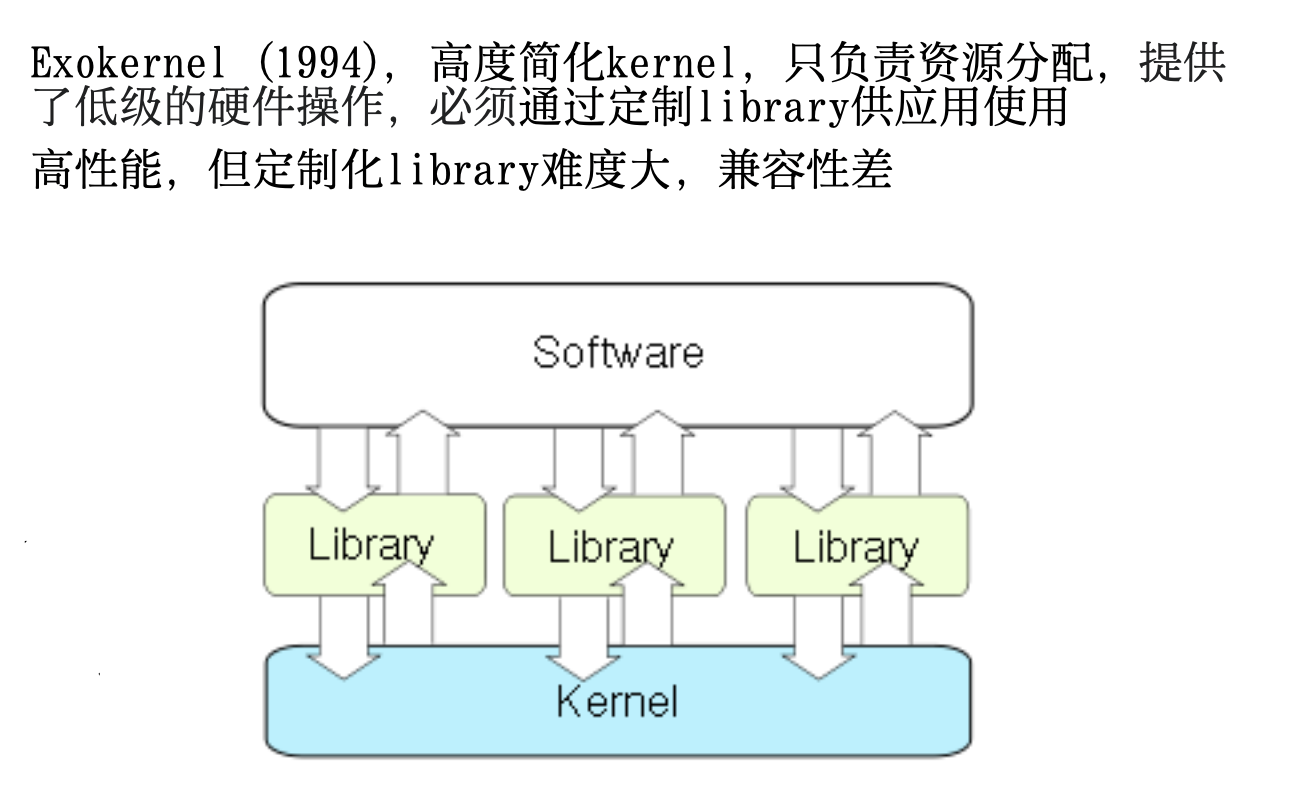 Exokernel (1994), 高度简化kernel, 只负责资源分配, 提供
了低级的硬件操作, 必须通过定制library供应用使用
高性能, 但定制化library难度大, 兼容性差
Software
Library Library Library
Kernel